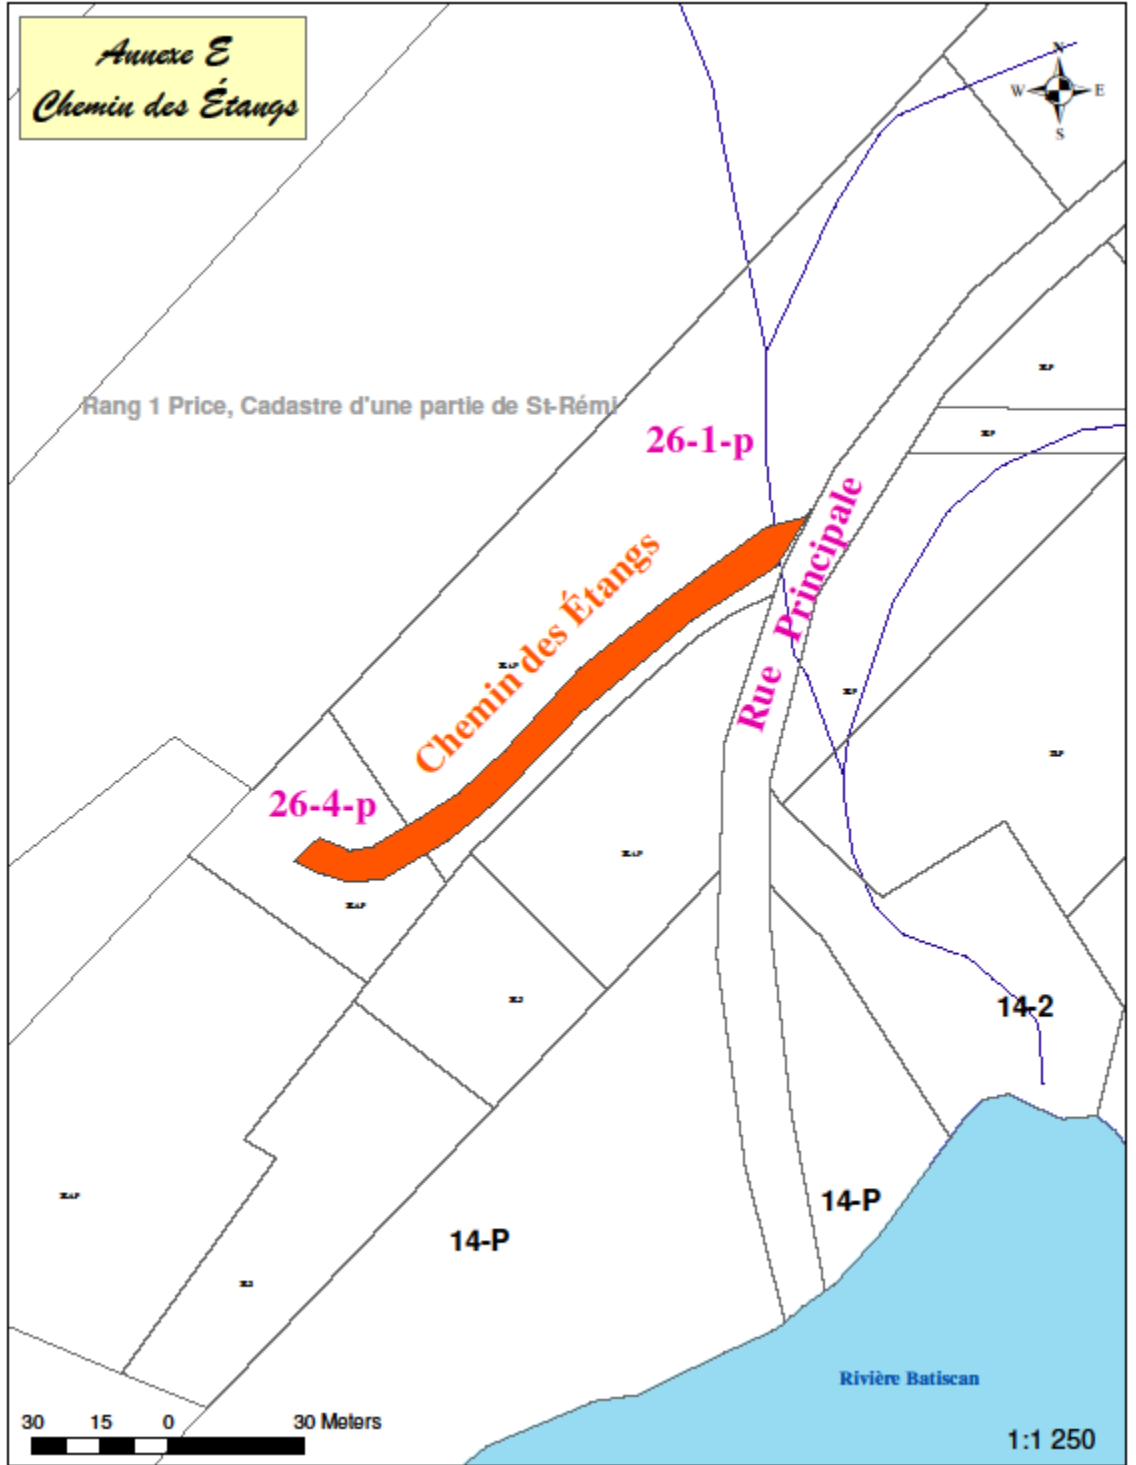 Annexe E
Chemin des Étangs
N
W E
S
Rang 1 Price, Cadastre d'une partie de St-Rémi
26-1-p
Rue Principale
Chemin des Étangs
26-4-p
14-2
14-P
14-P
Rivière Batiscan
30 15 0 30 Meters
1:1 250